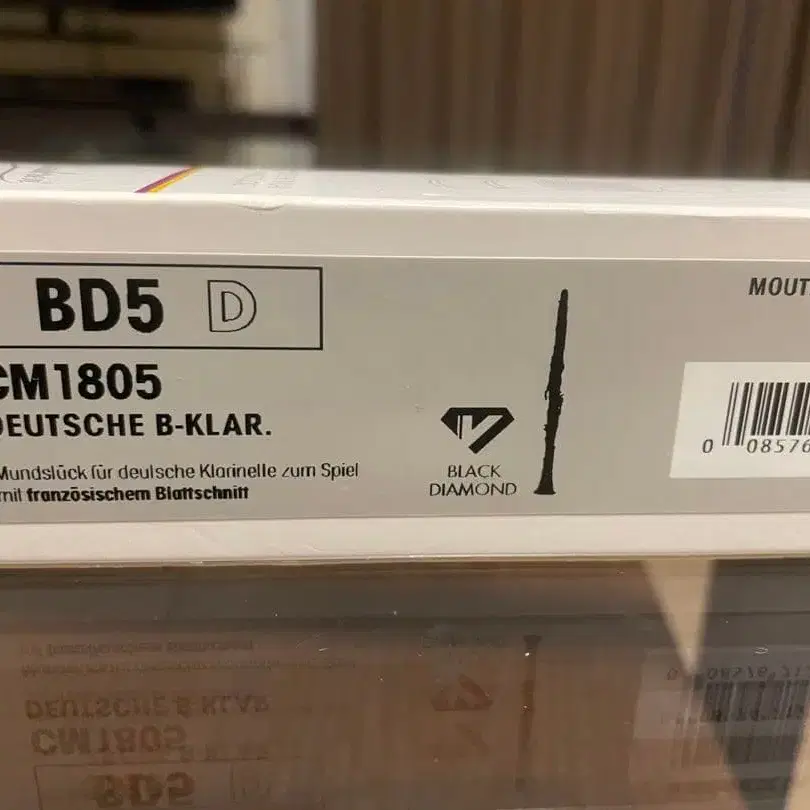 BD5 D
CM1805
DEUTSCHE B-KLAR.
Mundstück für deutsche Klarinette zum Spiel
mit französischem Blattschnitt
BLACK
DIAMOND
MOUT
0 08576